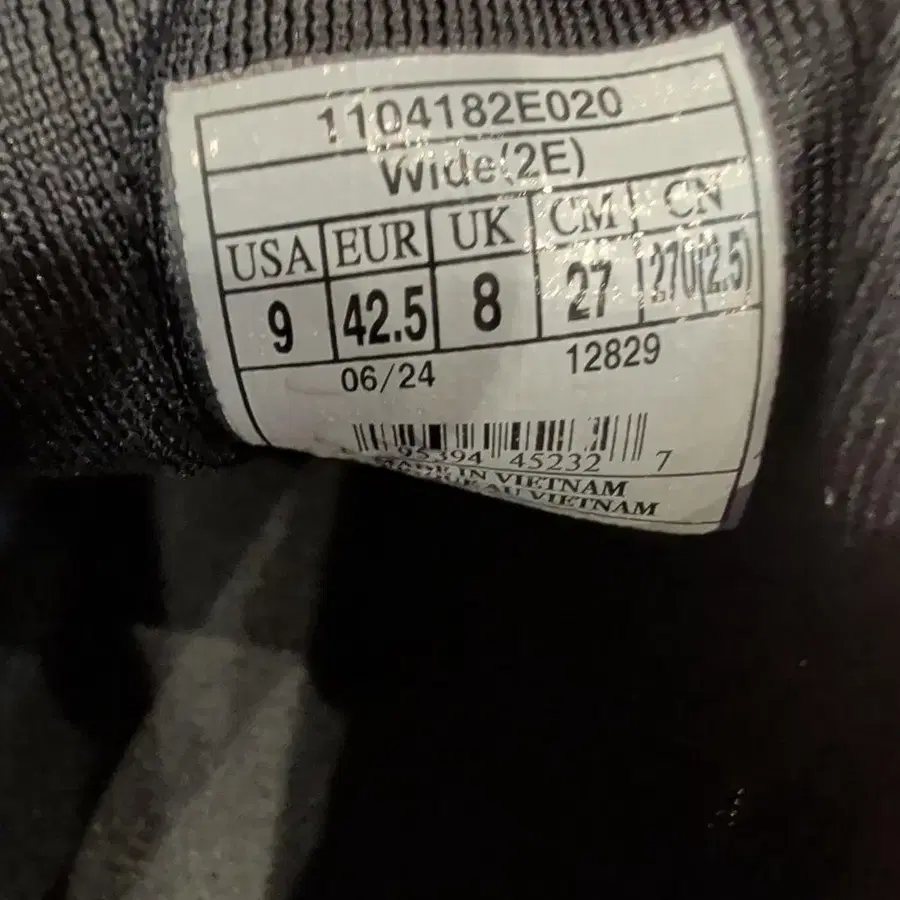 1104182E020
Wide(2E)
USA EUR UK CM CN
9 42.5 8 27 270(2.5)
06/24 12829
95394 45232 7
MADE IN VIETNAM
AU VIETNAM